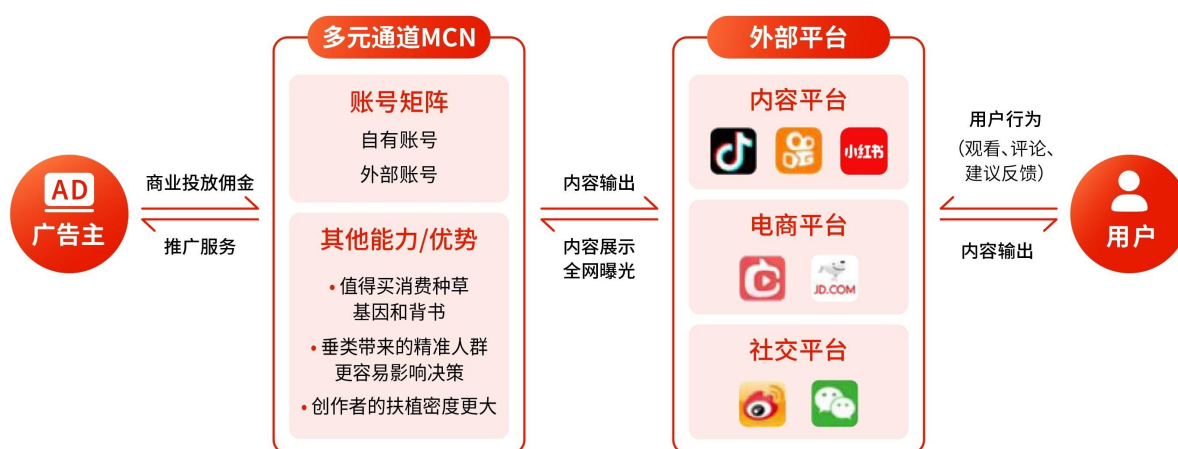 多元通道MCN
外部平台
账号矩阵
自有账号
外部账号
其他能力/优势
•值得买消费种草
基因和背书
•垂类带来的精准人群
更容易影响决策
•创作者的扶植密度更大
内容平台
小红书
电商平台
JD.COM
社交平台
AD
广告主
商业投放佣金
推广服务
内容输出
内容展示
全网曝光
用户行为
(观看、评论、
建议反馈)
内容输出
用户